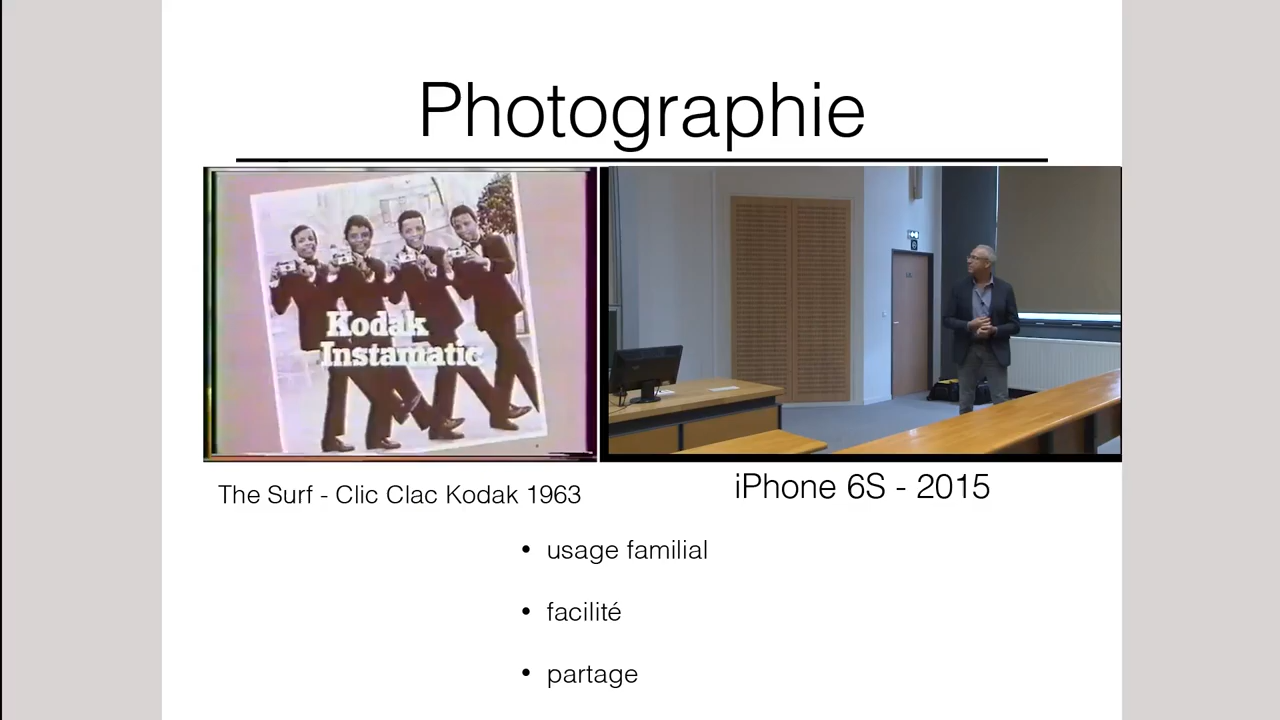 Photographie
Kodak
Instamatic
The Surf - Clic Clac Kodak 1963
iPhone 6S - 2015
• usage familial
• facilité
• partage